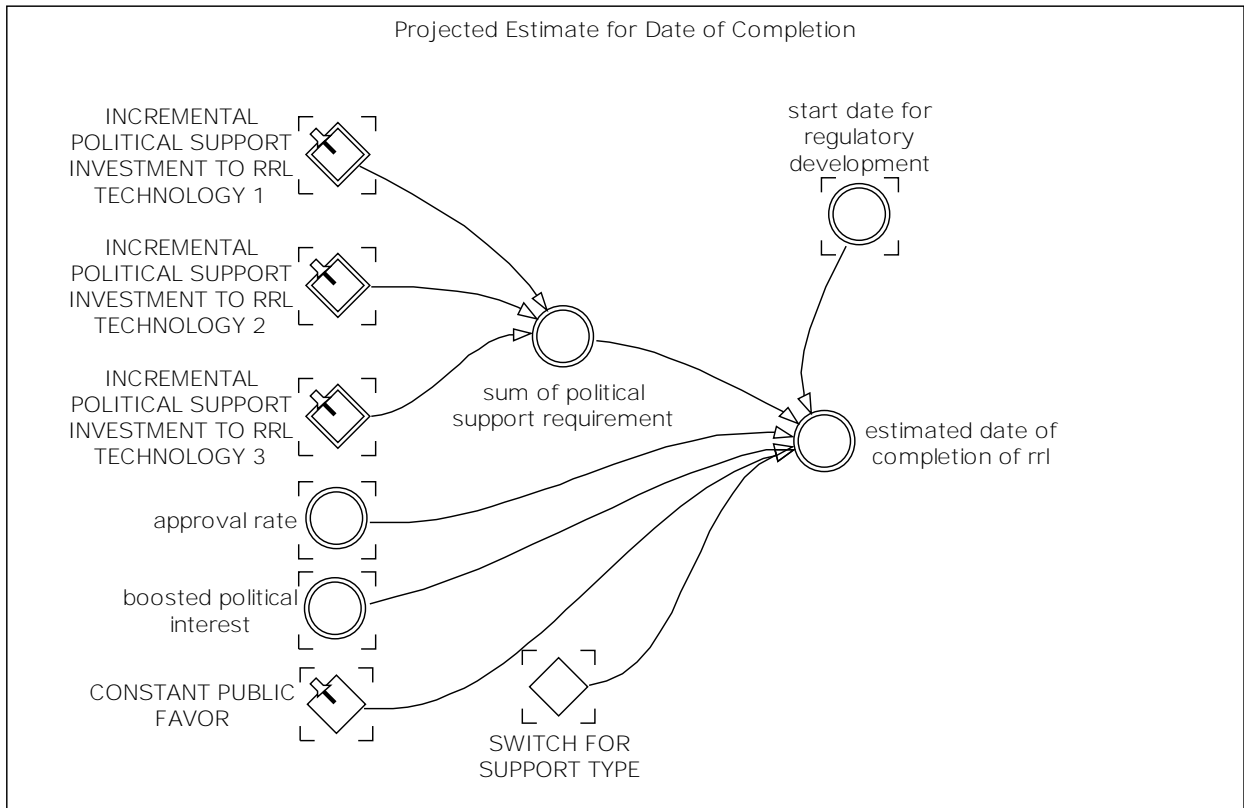 Projected Estimate for Date of Completion
INCREMENTAL
POLITICAL SUPPORT
INVESTMENT TO RRL
TECHNOLOGY 1
start date for
regulatory
development
INCREMENTAL
POLITICAL SUPPORT
INVESTMENT TO RRL
TECHNOLOGY 2
sum of political
support requirement
INCREMENTAL
POLITICAL SUPPORT
INVESTMENT TO RRL
TECHNOLOGY 3
estimated date of
completion of rrl
approval rate
boosted political
interest
CONSTANT PUBLIC
FAVOR
SWITCH FOR
SUPPORT TYPE